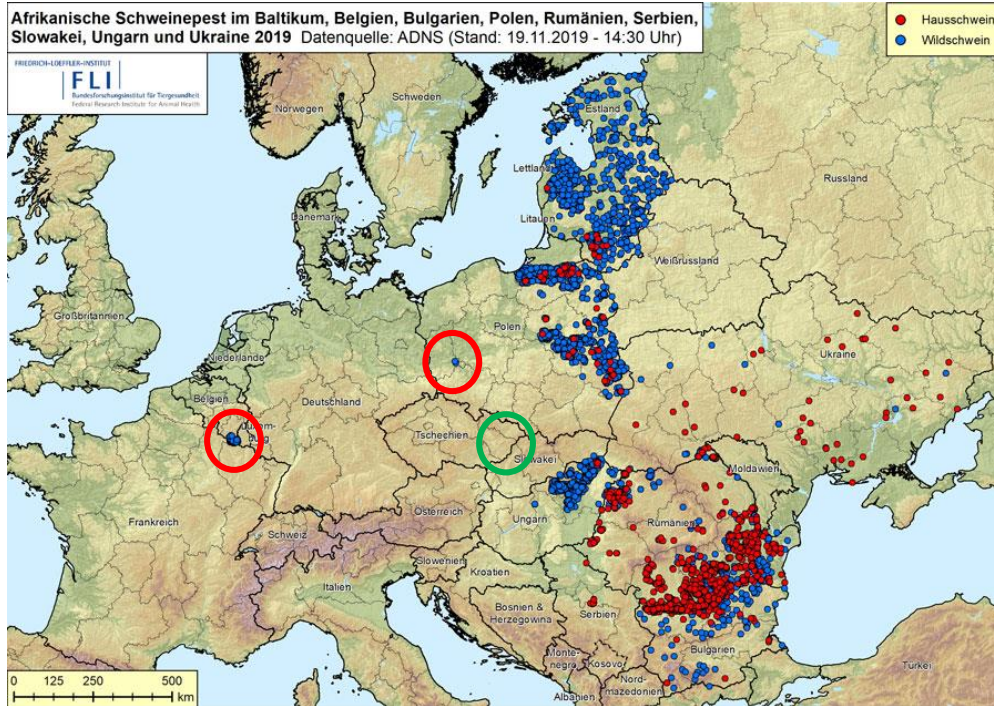 Afrikanische Schweinepest im Baltikum, Belgien, Bulgarien, Polen, Rumänien, Serbien,
Slowakei, Ungarn und Ukraine 2019 Datenquelle: ADNS (Stand: 19.11.2019 - 14:30 Uhr)
Hausschwein
Wildschwein
FRIEDRICH-LOEFFLER-INSTITUT
FLI
Bundesforschungsinstitut für Tiergesundheit
Federal Research Institute for Animal Health
Norwegen
Schweden
Estland
Lettland
Russland
Dänemark
Litauen
Weißrussland
Großbritannien
Polen
Niederlande
Ukraine
Belgien
Deutschland
Luxem-
burg
Tschechien
Slowakei
Moldawien
Frankreich
Österreich
Ungarn
Rumänien
Schweiz
Slowenien
Kroatien
Italien
Bosnien &
Herzegowina
Serbien
Bulgarien
Monte-
negro
Kosovo
Nord-
mazedonien
Albanien
Türkei
0 125 250 500
km